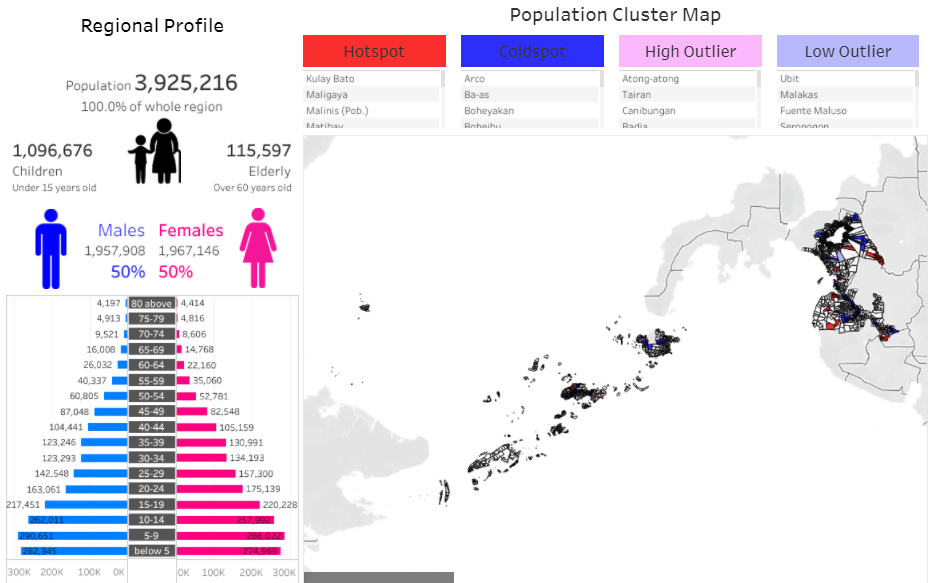 Regional Profile
Population 3,925,216
100.0% of whole region
1,096,676
Children
Under 15 years old
115,597
Elderly
Over 60 years old
Males Females
1,957,908 1,967,146
50% 50%
4,197 80 above 4,414
4,913 75-79 4,816
9,521 70-74 8,606
16,008 65-69 14,768
26,032 60-64 22,160
40,337 55-59 35,060
60,805 50-54 52,781
87,048 45-49 82,548
104,441 40-44 105,159
123,246 35-39 130,991
123,293 30-34 134,193
142,548 25-29 157,300
163,061 20-24 175,139
217,451 15-19 220,228
262,011 10-14 257,992
290,651 5-9 286,022
282,345 below 5 274,969
300K 200K 100K 0K 0K 100K 200K 300K
Population Cluster Map
Hotspot
Kulay Bato
Maligaya
Malinis (Pob.)
Matibay
Coldspot
Arco
Ba-as
Boheyakan
Boheibu
High Outlier
Atong-atong
Tairan
Canibungan
Badja
Low Outlier
Ubit
Malakas
Fuente Maluso
Serongon